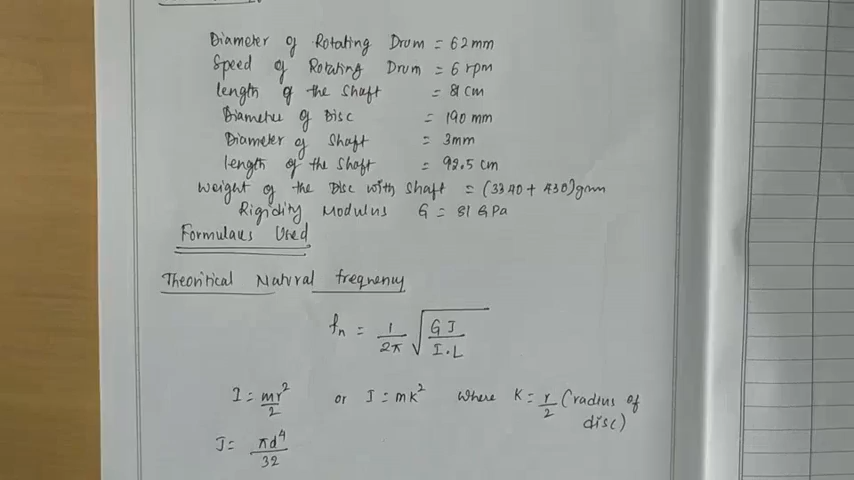 Diameter of Rotating Drum = 62mm
Speed of Rotating Drum = 6 rpm
length of the shaft = 81 cm
Diameter of Disc = 190 mm
Diameter of shaft = 3mm
length of the shaft = 92.5 cm
Weight of the Disc with shaft = (3340 + 430) gm
Rigidity Modulus G = 81 GPa
Formulaes Used
Theoritical Natural frequency
fn = 1/2π √(GJ/I.L)
I = mr²/2 or I = mk² where K = r/2 (radius of disc)
J = πd⁴/32